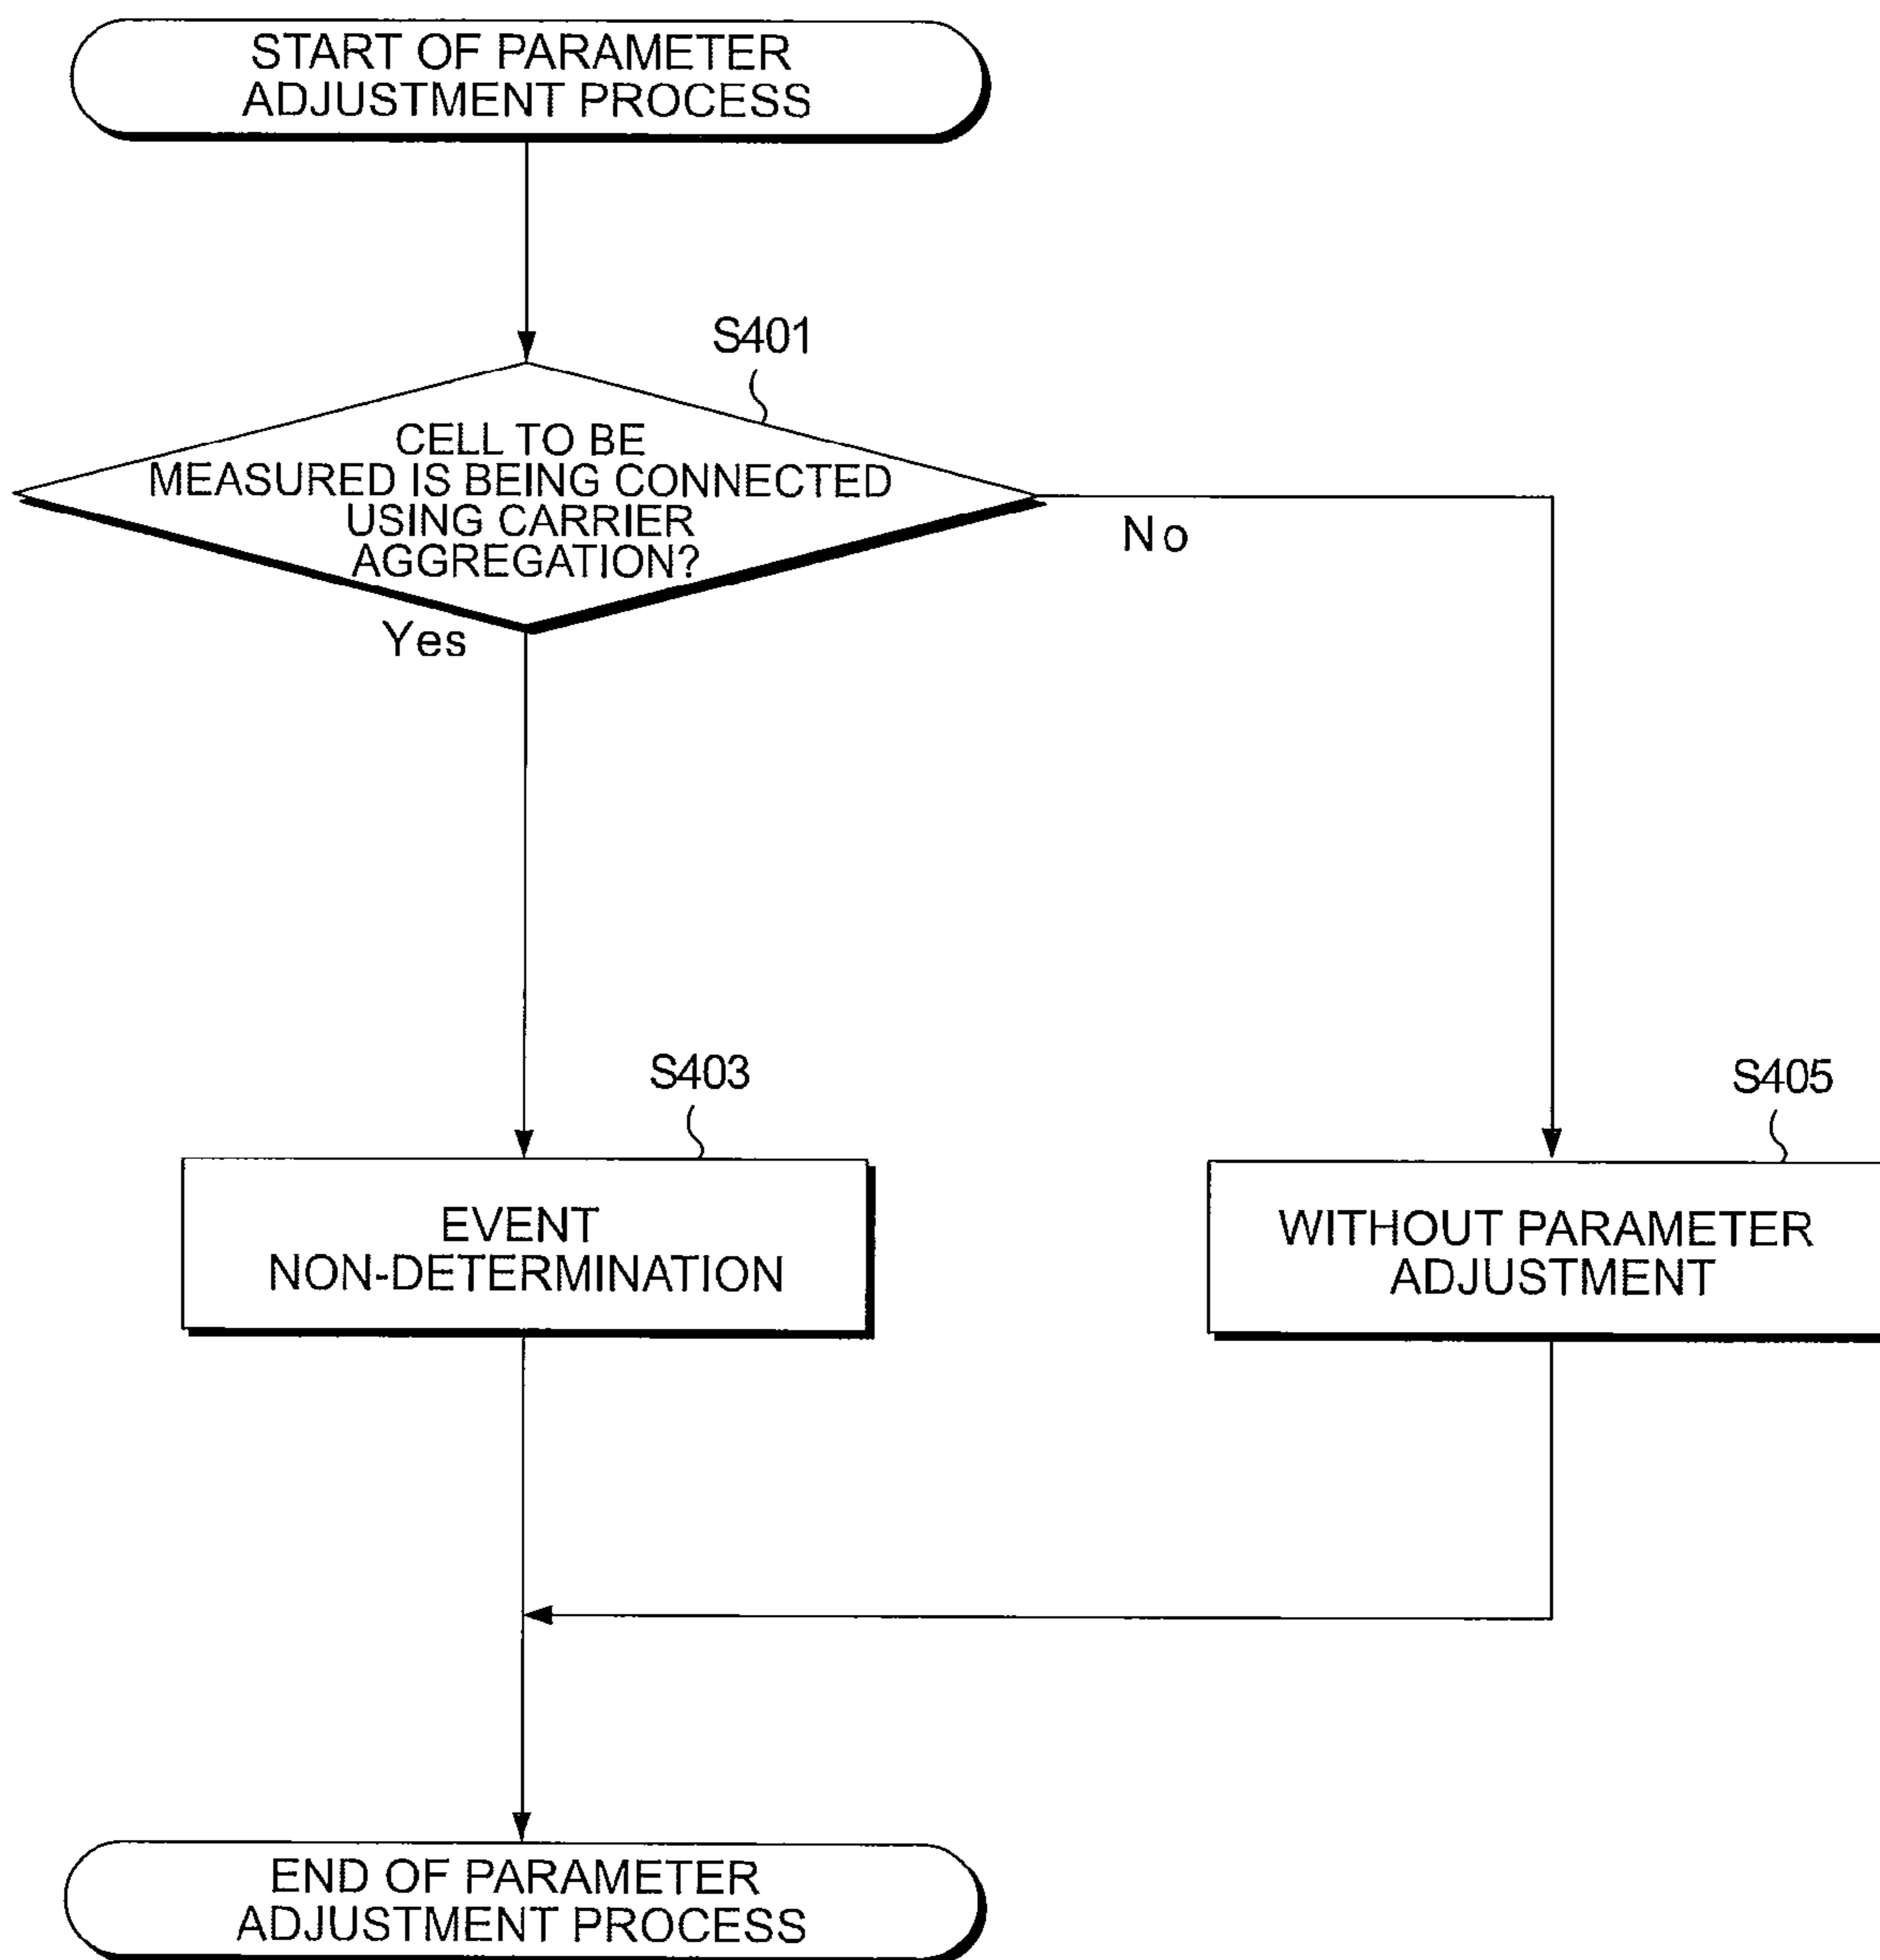 START OF PARAMETER
ADJUSTMENT PROCESS
S401
CELL TO BE
MEASURED IS BEING CONNECTED
USING CARRIER
AGGREGATION?
No
Yes
S403
S405
EVENT
NON-DETERMINATION
WITHOUT PARAMETER
ADJUSTMENT
END OF PARAMETER
ADJUSTMENT PROCESS